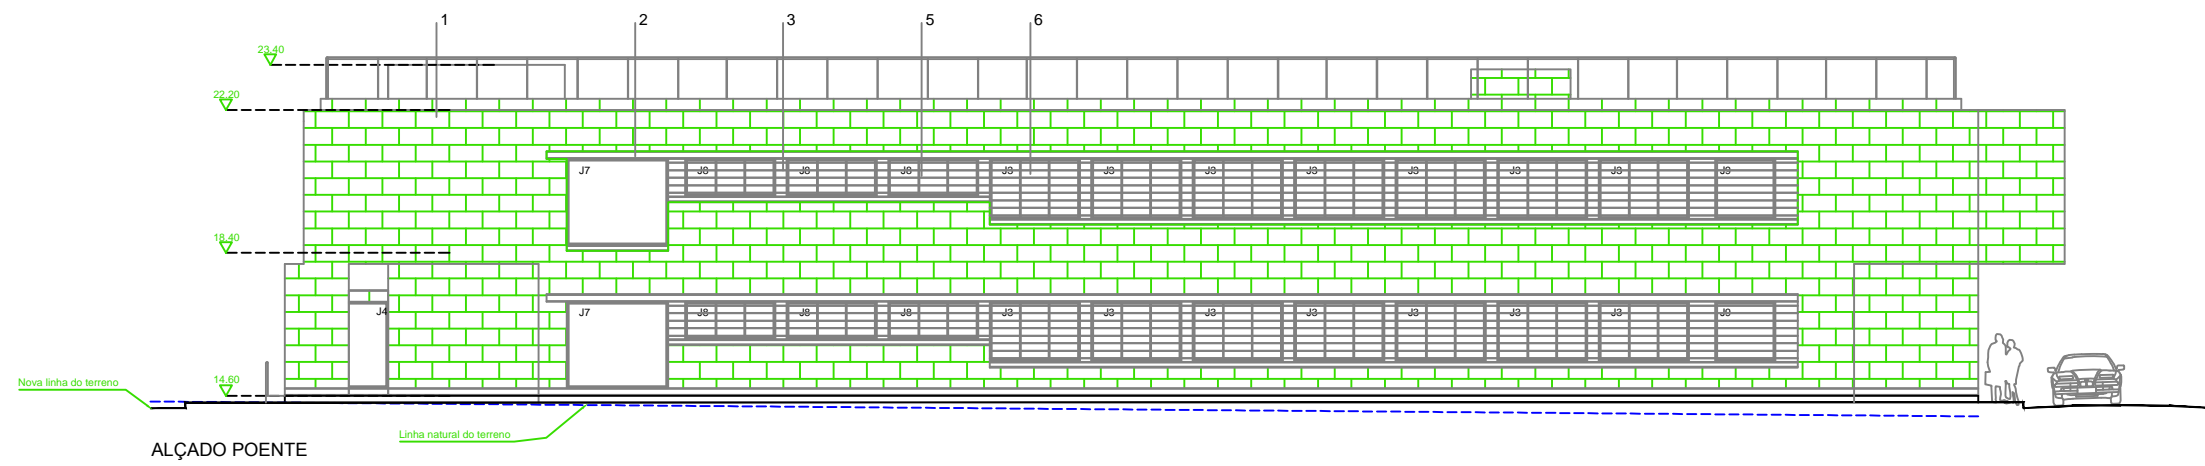 1 2 3 5 6
23.40
22.20
J7 J8 J8 J8 J3 J3 J3 J3 J3 J3 J3 J9
18.40
J4 J7 J8 J8 J8 J3 J3 J3 J3 J3 J3 J3 J9
14.60
Nova linha do terreno
Linha natural do terreno
ALÇADO POENTE